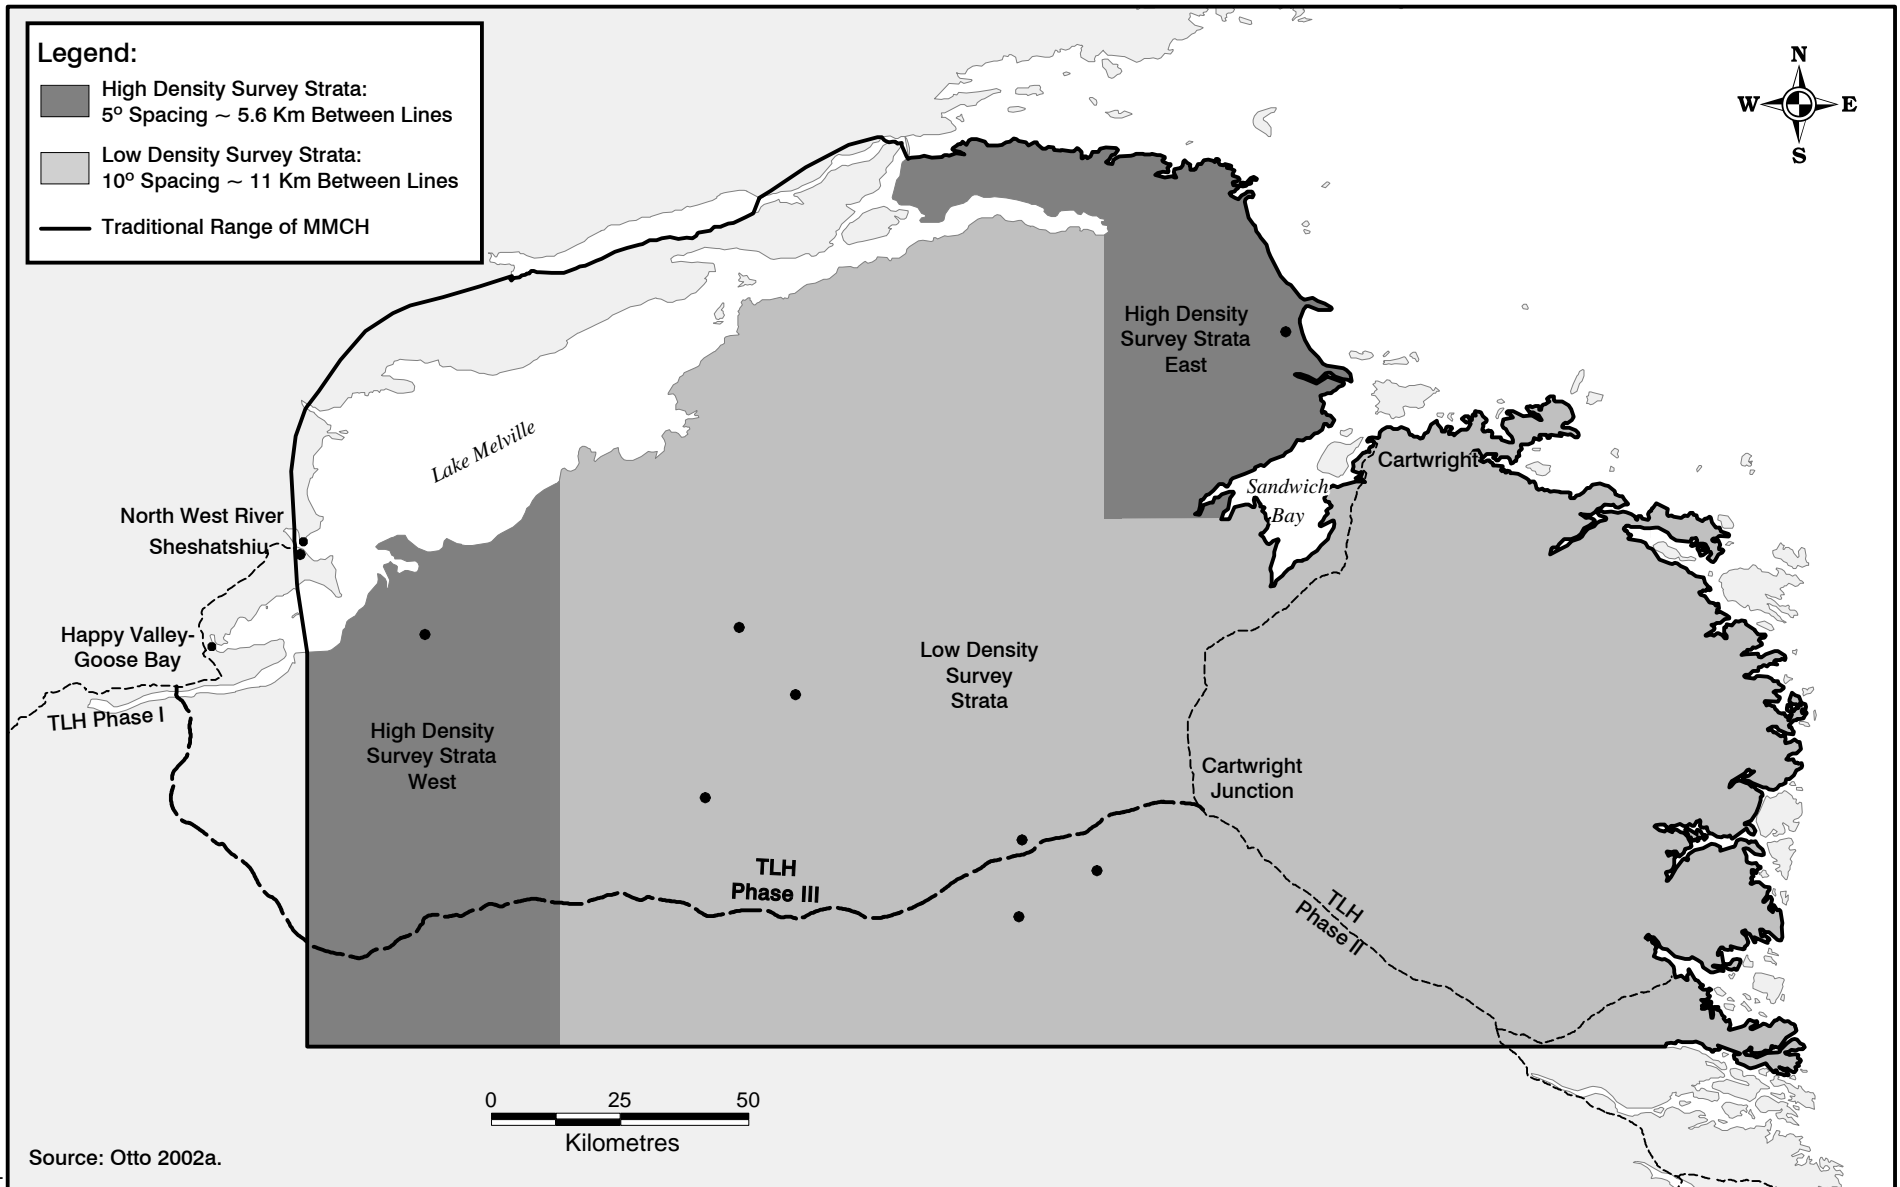 Legend:
High Density Survey Strata:
5º Spacing ~ 5.6 Km Between Lines
Low Density Survey Strata:
10º Spacing ~ 11 Km Between Lines
Traditional Range of MMCH
N
W E
S
High Density
Survey Strata
East
Lake Melville
Cartwright
Sandwich
Bay
North West River
Sheshatshiu
Happy Valley-
Goose Bay
TLH Phase I
Low Density
Survey
Strata
High Density
Survey Strata
West
Cartwright
Junction
TLH
Phase III
TLH
Phase II
0 25 50
Kilometres
Source: Otto 2002a.